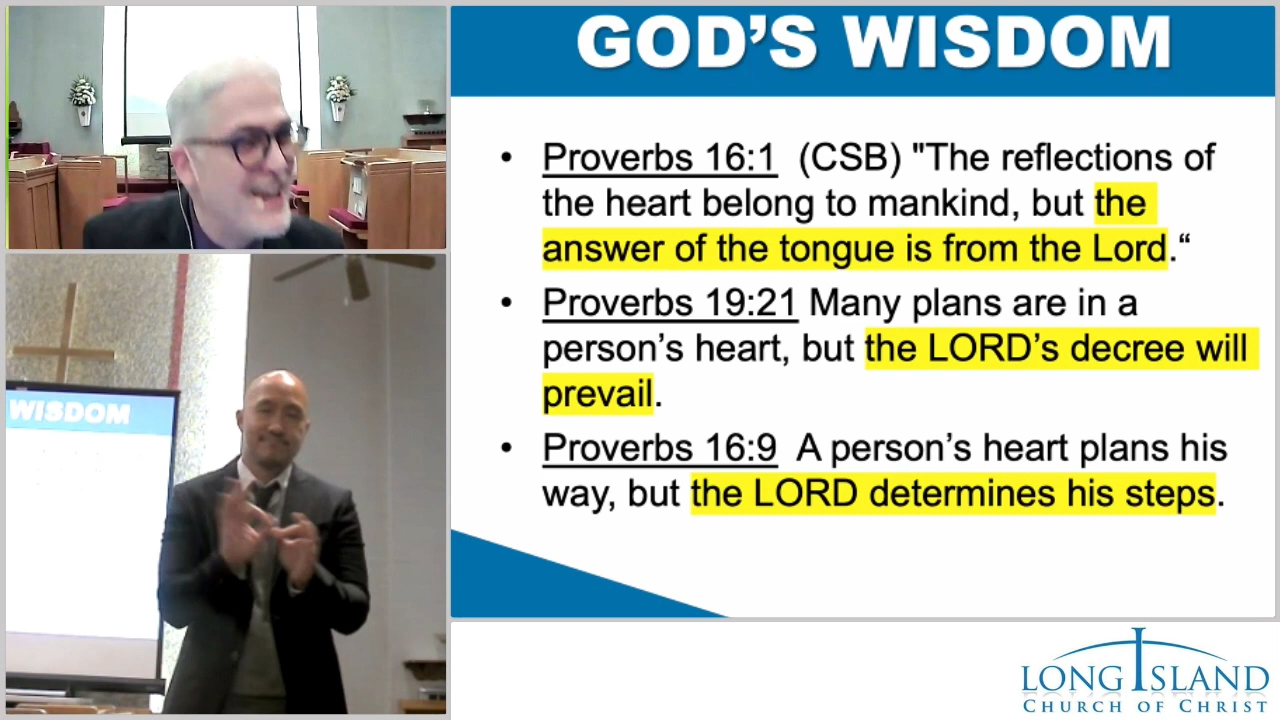 GOD'S WISDOM
• Proverbs 16:1 (CSB) "The reflections of
the heart belong to mankind, but the
answer of the tongue is from the Lord.“
• Proverbs 19:21 Many plans are in a
person’s heart, but the LORD’s decree will
prevail.
• Proverbs 16:9 A person’s heart plans his
way, but the LORD determines his steps.
WISDOM
LONG ISLAND
CHURCH OF CHRIST